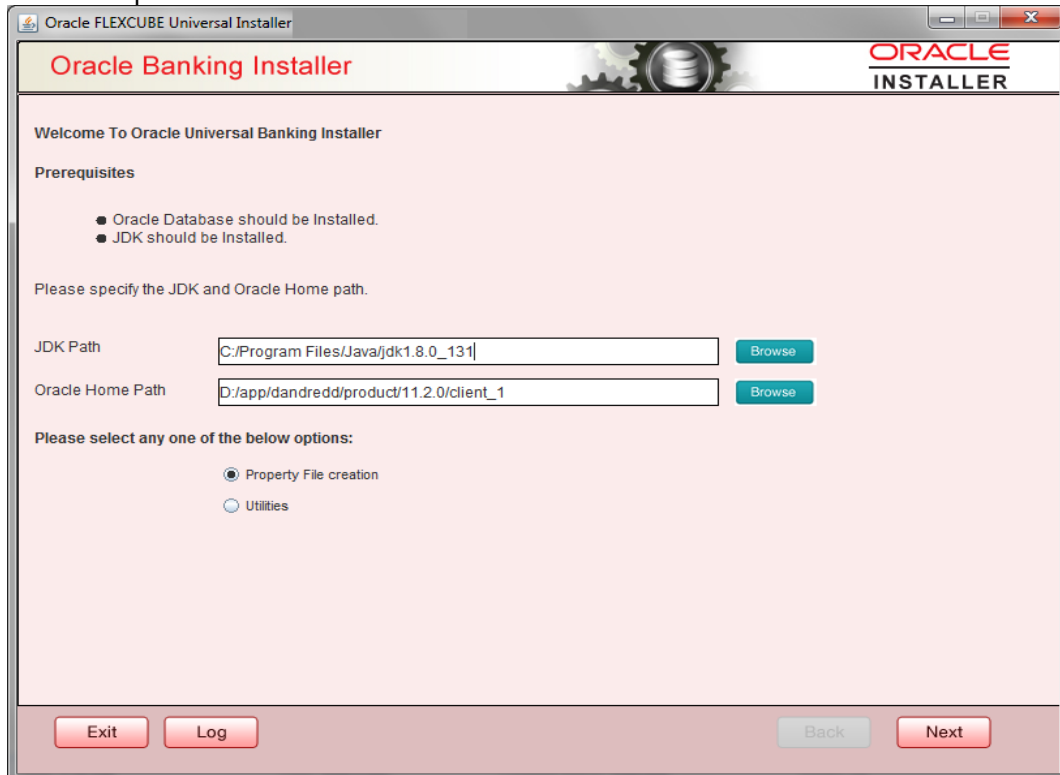 Oracle FLEXCUBE Universal Installer
Oracle Banking Installer
ORACLE
INSTALLER
Welcome To Oracle Universal Banking Installer
Prerequisites
Oracle Database should be Installed.
JDK should be Installed.
Please specify the JDK and Oracle Home path.
JDK Path
C:/Program Files/Java/jdk1.8.0_131
Browse
Oracle Home Path
D:/app/dandredd/product/11.2.0/client_1
Browse
Please select any one of the below options:
Property File creation
Utilities
Exit
Log
Back
Next